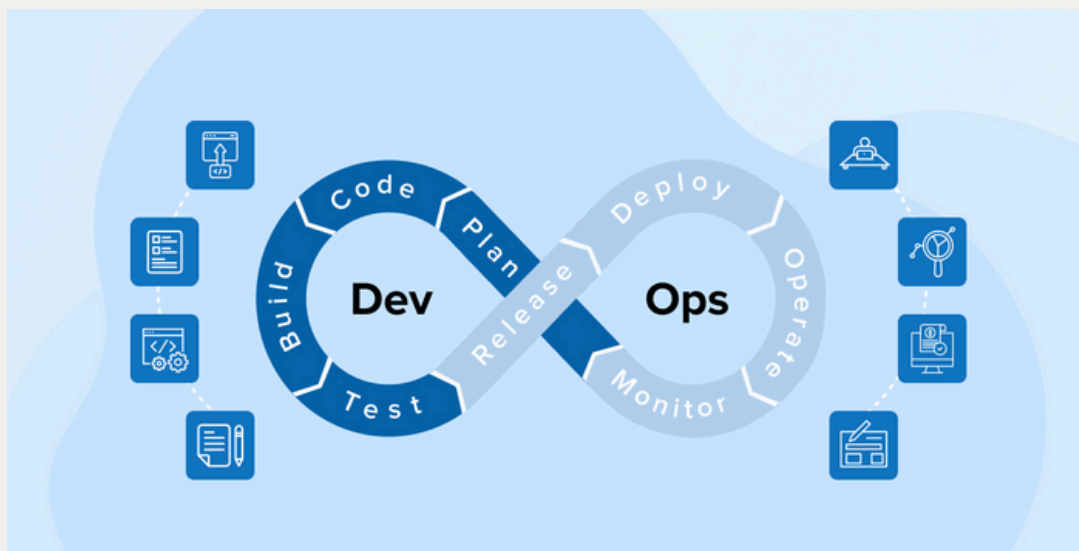 Dev
Plan
Code
Build
Test
Ops
Release
Deploy
Operate
Monitor